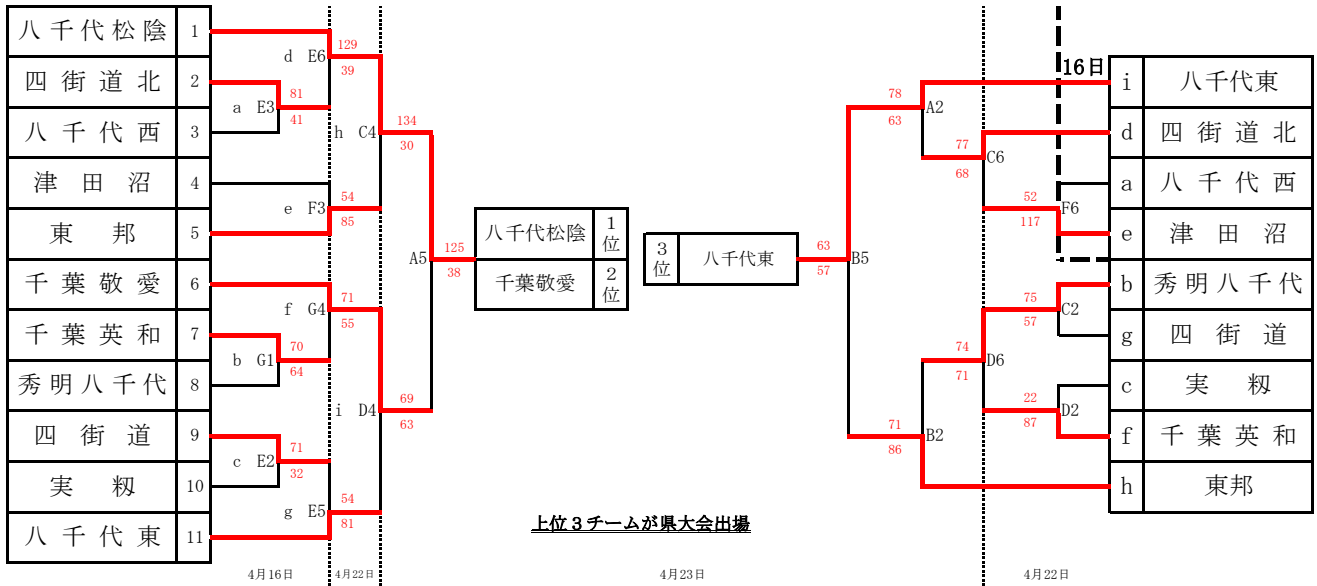 八千代松陰 1
四街道北 2
八千代西 3
津田沼 4
東邦 5
千葉敬愛 6
千葉英和 7
秀明八千代 8
四街道 9
実籾 10
八千代東 11
d E6
129
39
a E3
81
41
h C4
134
30
e F3
54
85
A5
125
38
f G4
71
55
b G1
70
64
i D4
69
63
c E2
71
32
g E5
54
81
八千代松陰 1位
千葉敬愛 2位
3位 八千代東
63
57
B5
78
63
A2
77
68
C6
52
117
F6
75
57
C2
74
71
D6
22
87
D2
71
86
B2
16日
i 八千代東
d 四街道北
a 八千代西
e 津田沼
b 秀明八千代
g 四街道
c 実籾
f 千葉英和
h 東邦
上位3チームが県大会出場
4月16日
4月22日
4月23日
4月22日